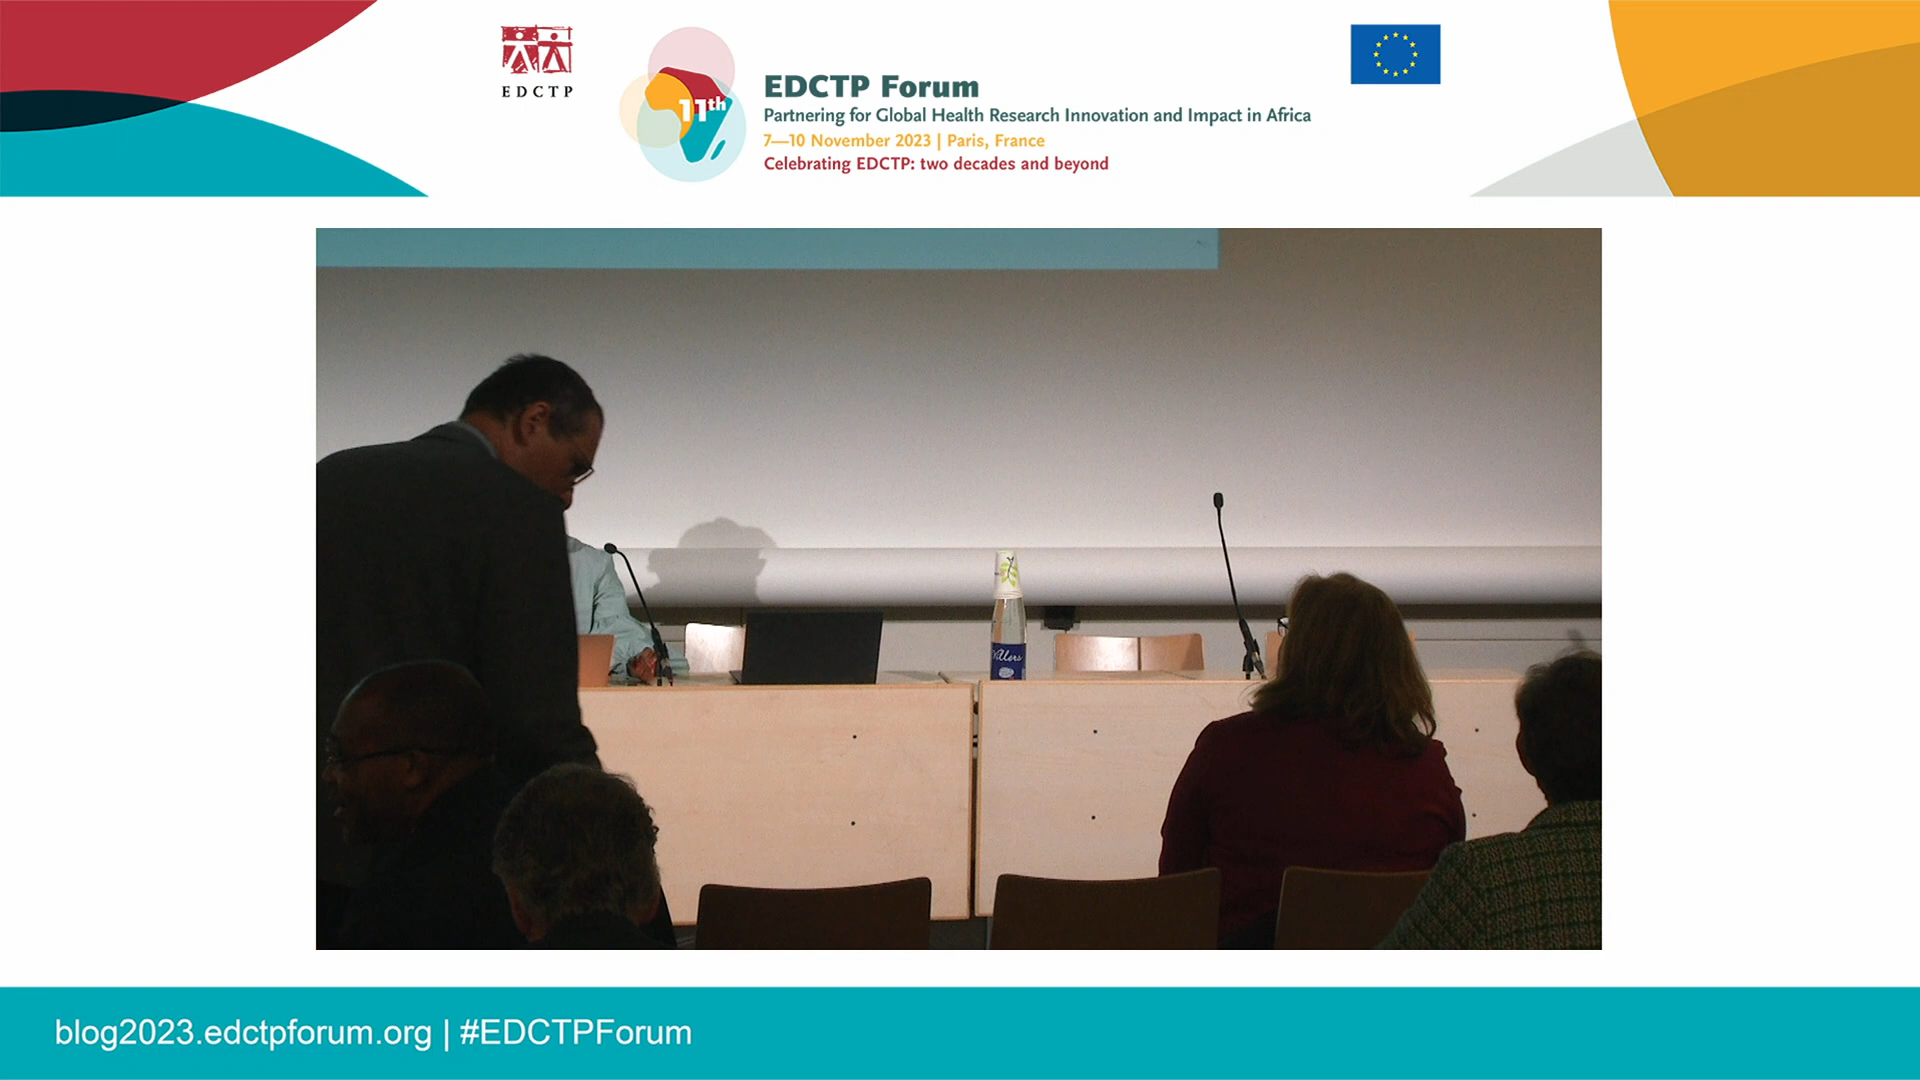 EDCTP
11th
EDCTP Forum
Partnering for Global Health Research Innovation and Impact in Africa
7—10 November 2023 | Paris, France
Celebrating EDCTP: two decades and beyond
blog2023.edctpforum.org | #EDCTPForum